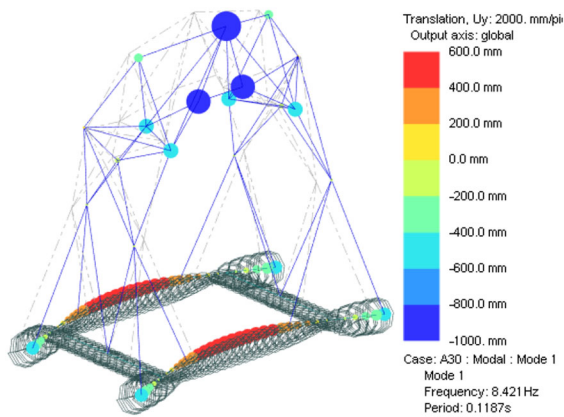 Translation, Uy: 2000. mm/pi
Output axis: global
600.0 mm
400.0 mm
200.0 mm
0.0 mm
-200.0 mm
-400.0 mm
-600.0 mm
-800.0 mm
-1000. mm
Case: A30 : Modal : Mode 1
Mode 1
Frequency: 8.421Hz
Period: 0.1187s